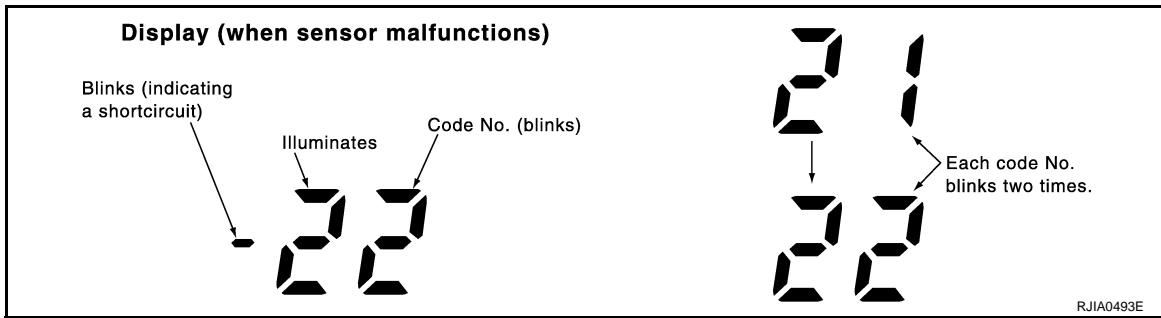 Display (when sensor malfunctions)
Blinks (indicating
a shortcircuit)
Illuminates
Code No. (blinks)
-22
21
22
Each code No.
blinks two times.
RJIA0493E